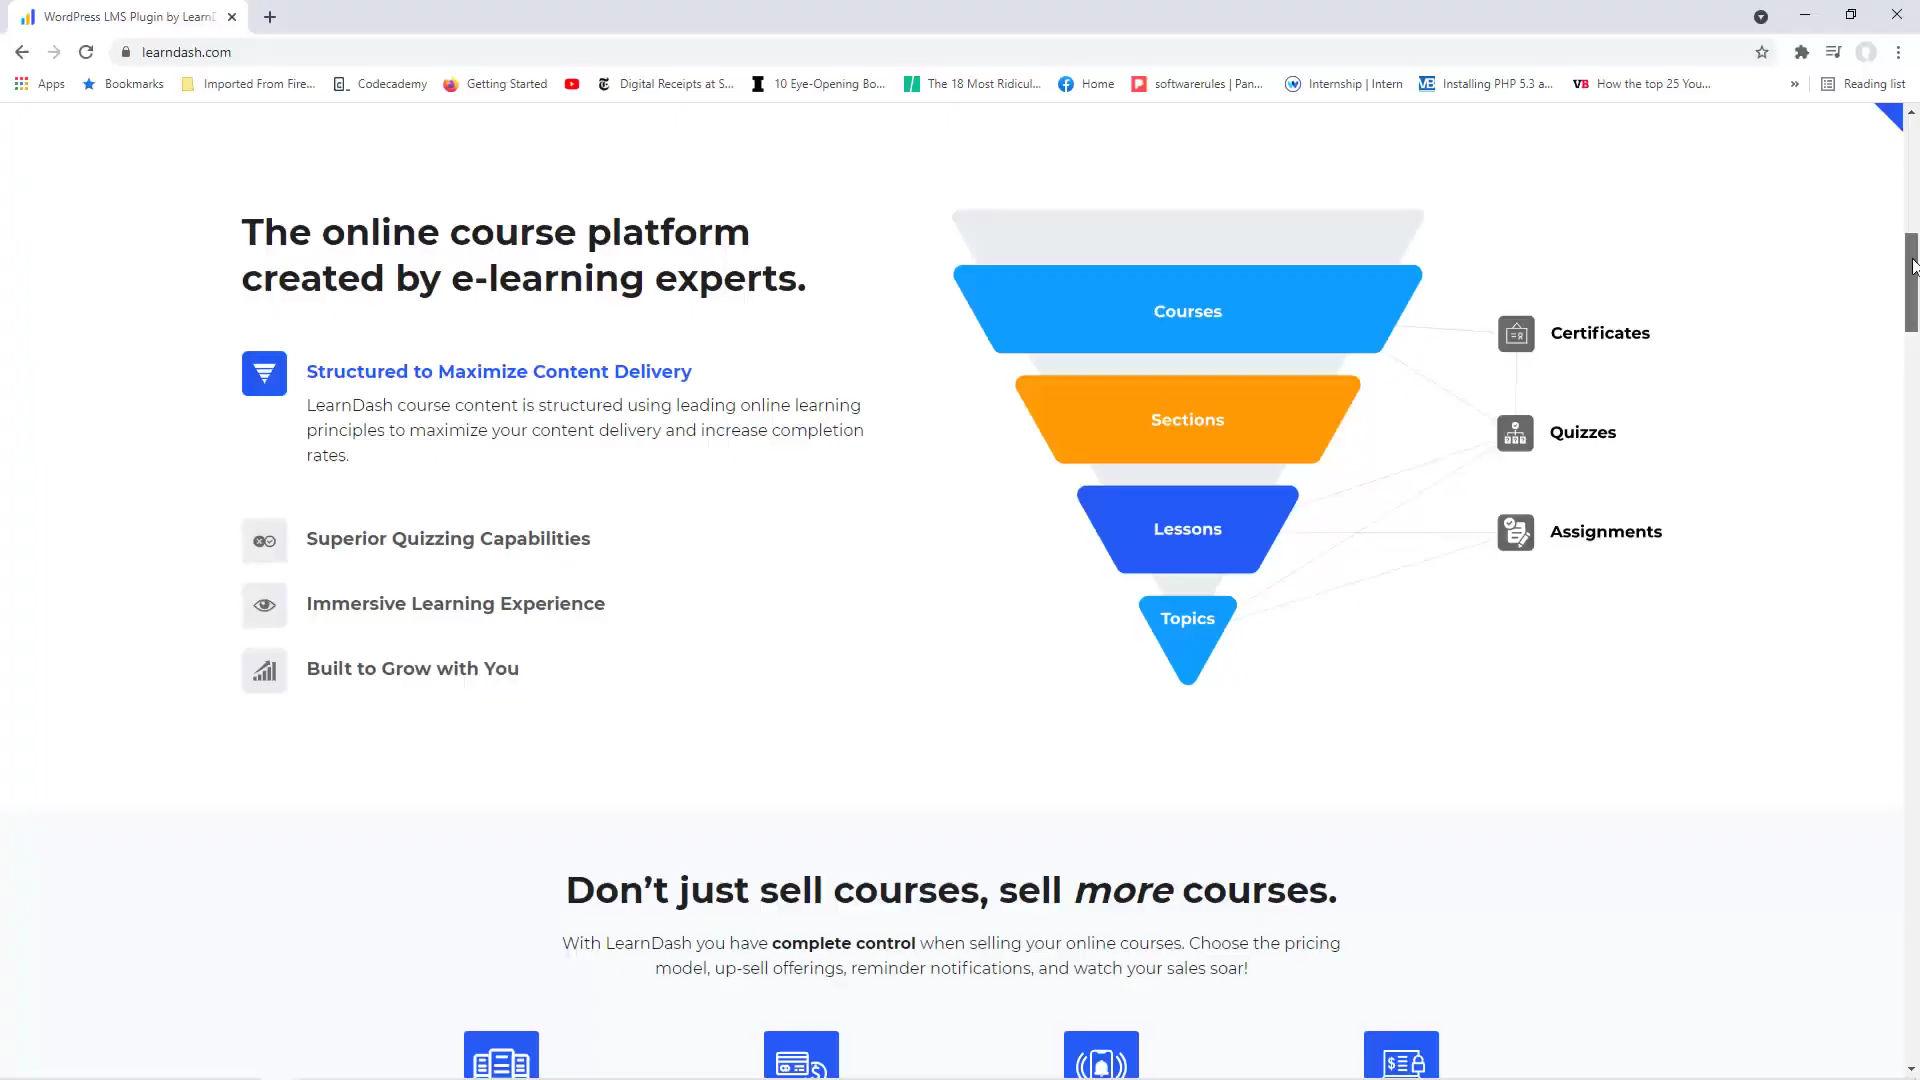 WordPress LMS Plugin by Learn
learndash.com
Apps
Bookmarks
Imported From Fire...
Codecademy
Getting Started
Digital Receipts at S...
10 Eye-Opening Bo...
The 18 Most Ridicul...
Home
softwarerules | Pan...
Internship | Intern
Installing PHP 5.3 a...
VB How the top 25 You...
»
Reading list
The online course platform
created by e-learning experts.
Structured to Maximize Content Delivery
LearnDash course content is structured using leading online learning
principles to maximize your content delivery and increase completion
rates.
Superior Quizzing Capabilities
Immersive Learning Experience
Built to Grow with You
Courses
Sections
Lessons
Topics
Certificates
Quizzes
Assignments
Don’t just sell courses, sell more courses.
With LearnDash you have complete control when selling your online courses. Choose the pricing
model, up-sell offerings, reminder notifications, and watch your sales soar!